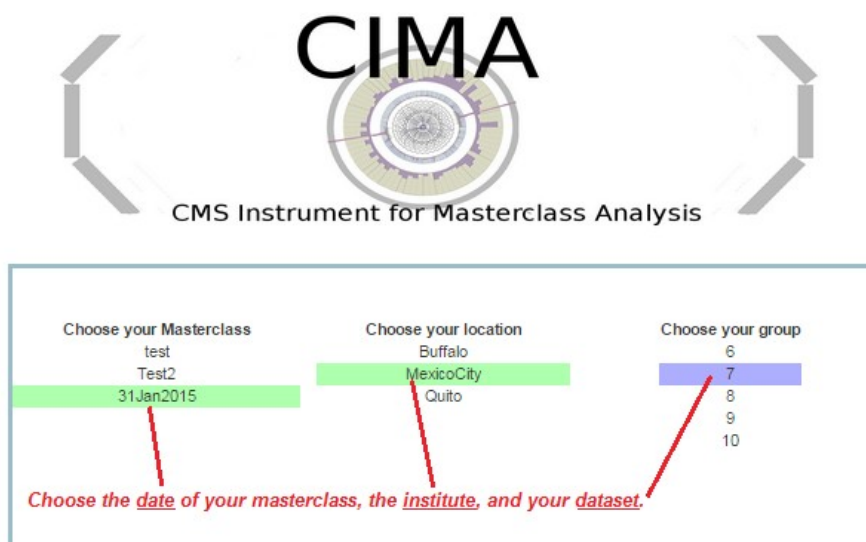 CIMA
CMS Instrument for Masterclass Analysis
Choose your Masterclass
test
Test2
31Jan2015
Choose your location
Buffalo
MexicoCity
Quito
Choose your group
6
7
8
9
10
Choose the date of your masterclass, the institute, and your dataset.